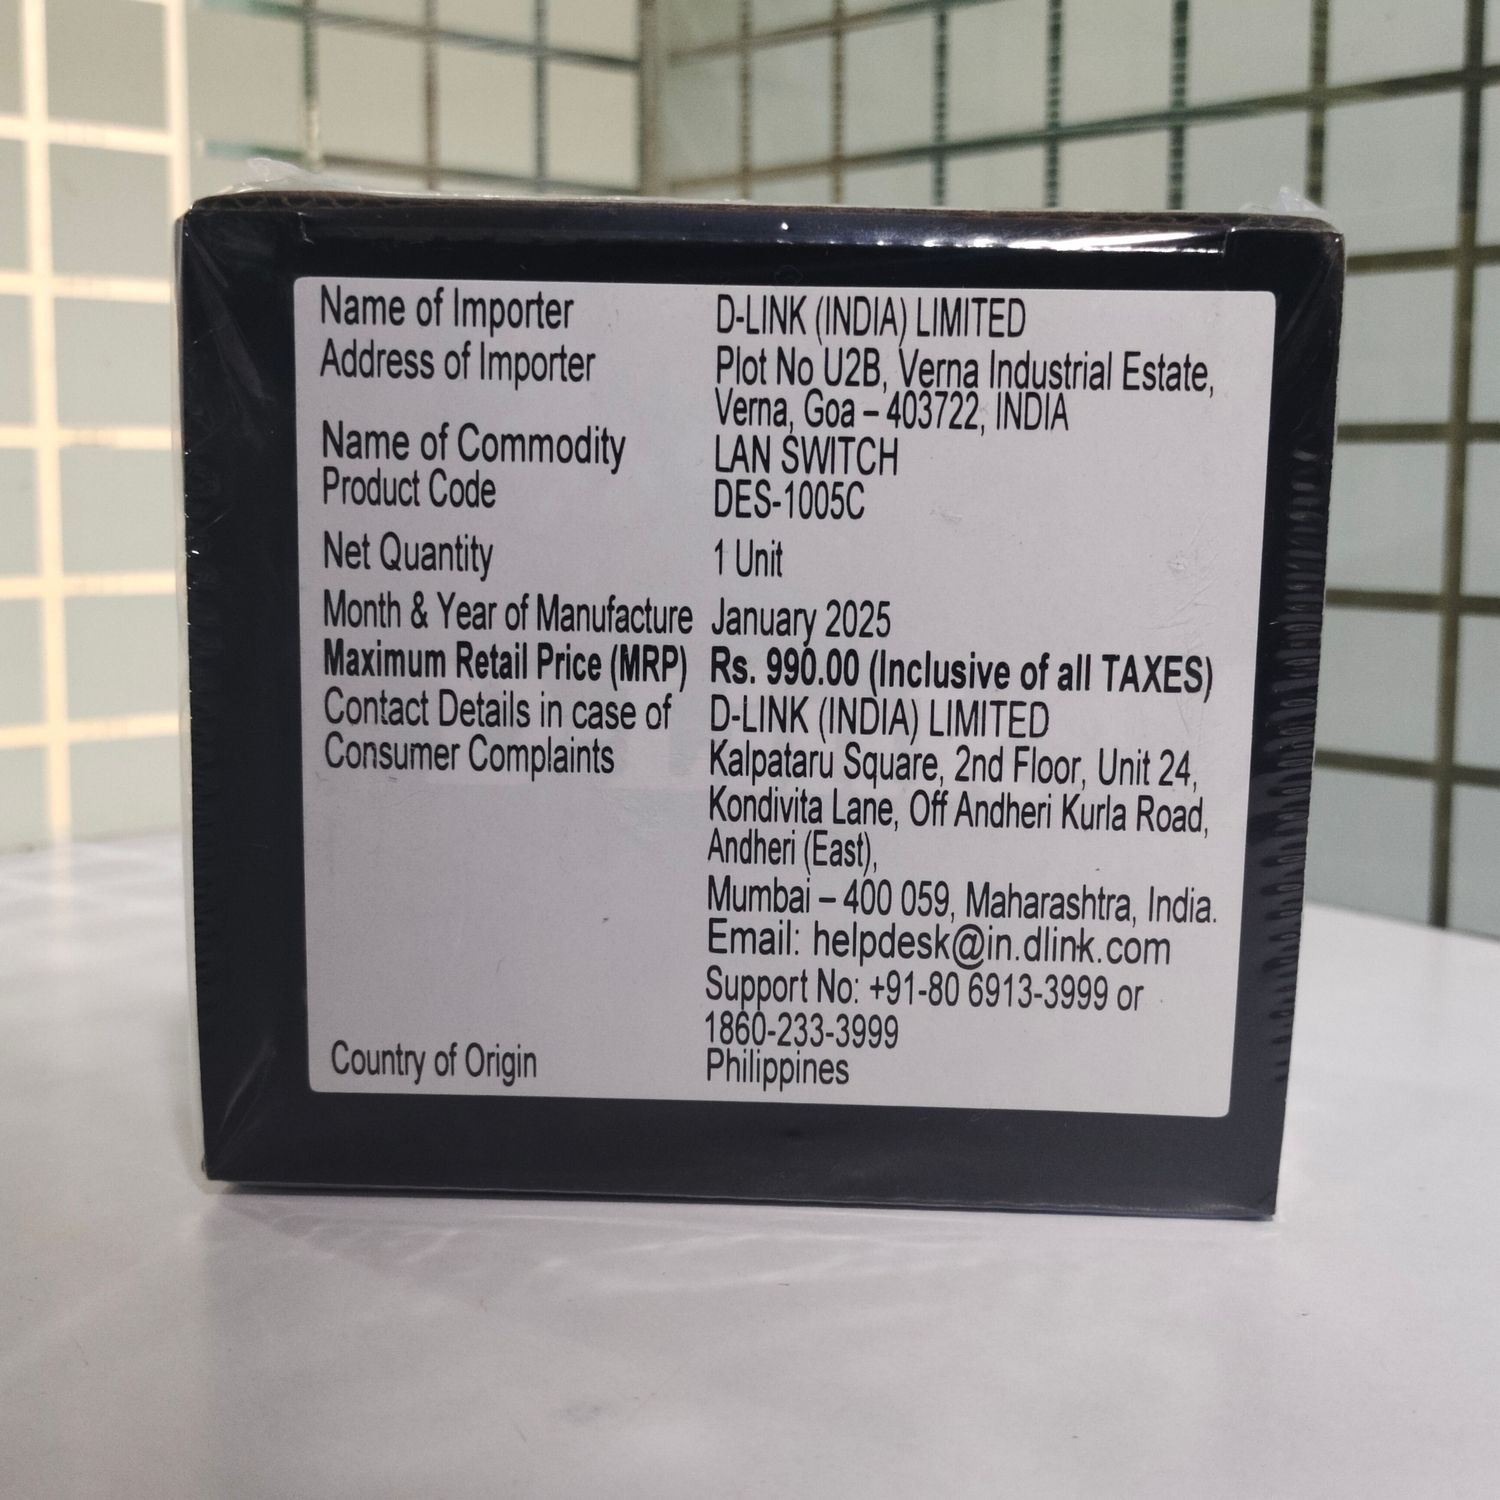 Name of Importer D-LINK (INDIA) LIMITED
Address of Importer Plot No U2B, Verna Industrial Estate,
Verna, Goa – 403722, INDIA
Name of Commodity LAN SWITCH
Product Code DES-1005C
Net Quantity 1 Unit
Month & Year of Manufacture January 2025
Maximum Retail Price (MRP) Rs. 990.00 (Inclusive of all TAXES)
Contact Details in case of D-LINK (INDIA) LIMITED
Consumer Complaints Kalpataru Square, 2nd Floor, Unit 24,
Kondivita Lane, Off Andheri Kurla Road,
Andheri (East),
Mumbai – 400 059, Maharashtra, India.
Email: helpdesk@in.dlink.com
Support No: +91-80 6913-3999 or
1860-233-3999
Country of Origin Philippines